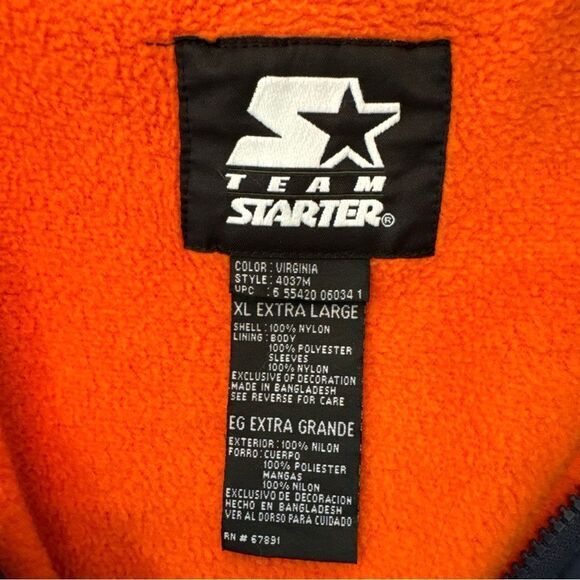 TEAM
STARTER®
COLOR: VIRGINIA
STYLE: 4037M
UPC : 6 55420 06034 1
XL EXTRA LARGE
SHELL: 100% NYLON
LINING: BODY
100% POLYESTER
SLEEVES
100% NYLON
EXCLUSIVE OF DECORATION
MADE IN BANGLADESH
SEE REVERSE FOR CARE
EG EXTRA GRANDE
EXTERIOR: 100% NILON
FORRO: CUERPO
100% POLIESTER
MANGAS
100% NILON
EXCLUSIVO DE DECORACION
HECHO EN BANGLADESH
VER AL DORSO PARA CUIDADO
RN # 67891